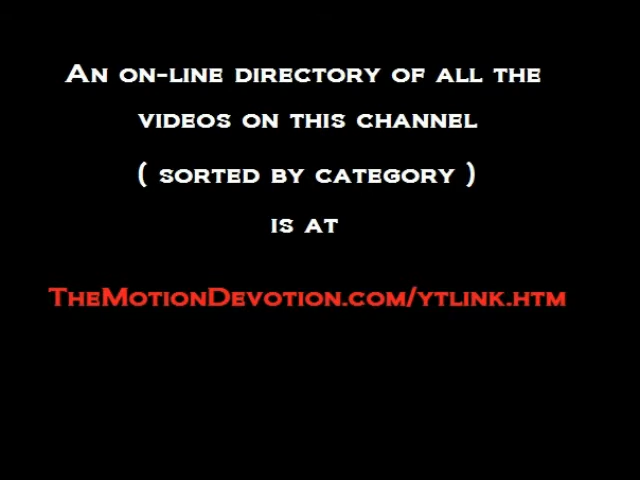 An on-line directory of all the
videos on this channel
( sorted by category )
is at
TheMotionDevotion.com/ytlink.htm